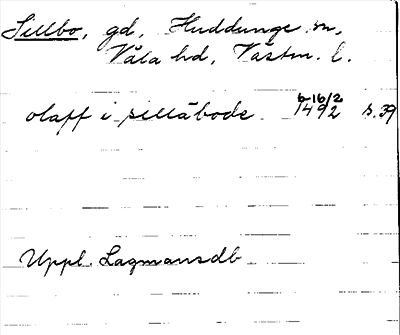 Sillbo, gd, Huddunge sn,
Våla hd, Västm. l.
6-16/2
olaff i sillabode 1492 s. 39
Uppl. Lagmansdb